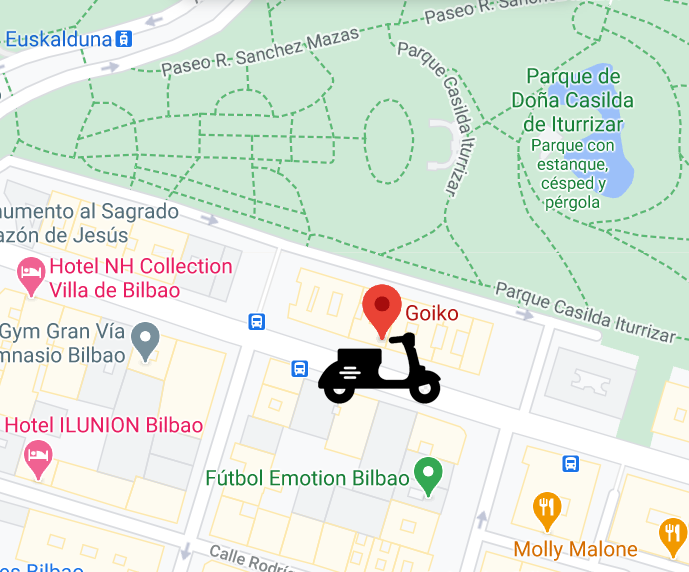 Paseo R. Sanchez
Euskalduna
Paseo R. Sanchez Mazas
Parque Casilda Iturrizar
Parque de
Doña Casilda
de Iturrizar
Parque con
estanque,
césped y
pérgola
numento al Sagrado
azón de Jesús
Hotel NH Collection
Villa de Bilbao
Parque Casilda Iturrizar
Goiko
Gym Gran Vía
mnasio Bilbao
Hotel ILUNION Bilbao
Fútbol Emotion Bilbao
Molly Malone
Calle Rodrí
es Bilbao